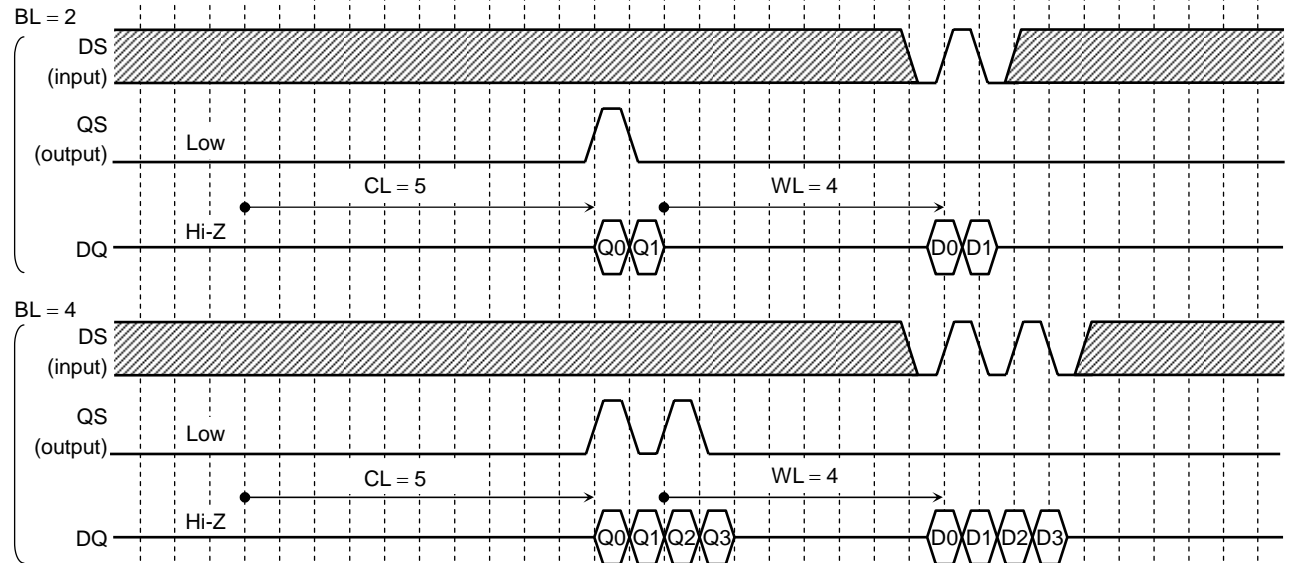 BL = 2
DS
(input)
QS
(output)
Low
CL = 5
WL = 4
DQ
Hi-Z
Q0 Q1
D0 D1
BL = 4
DS
(input)
QS
(output)
Low
CL = 5
WL = 4
DQ
Hi-Z
Q0 Q1 Q2 Q3
D0 D1 D2 D3